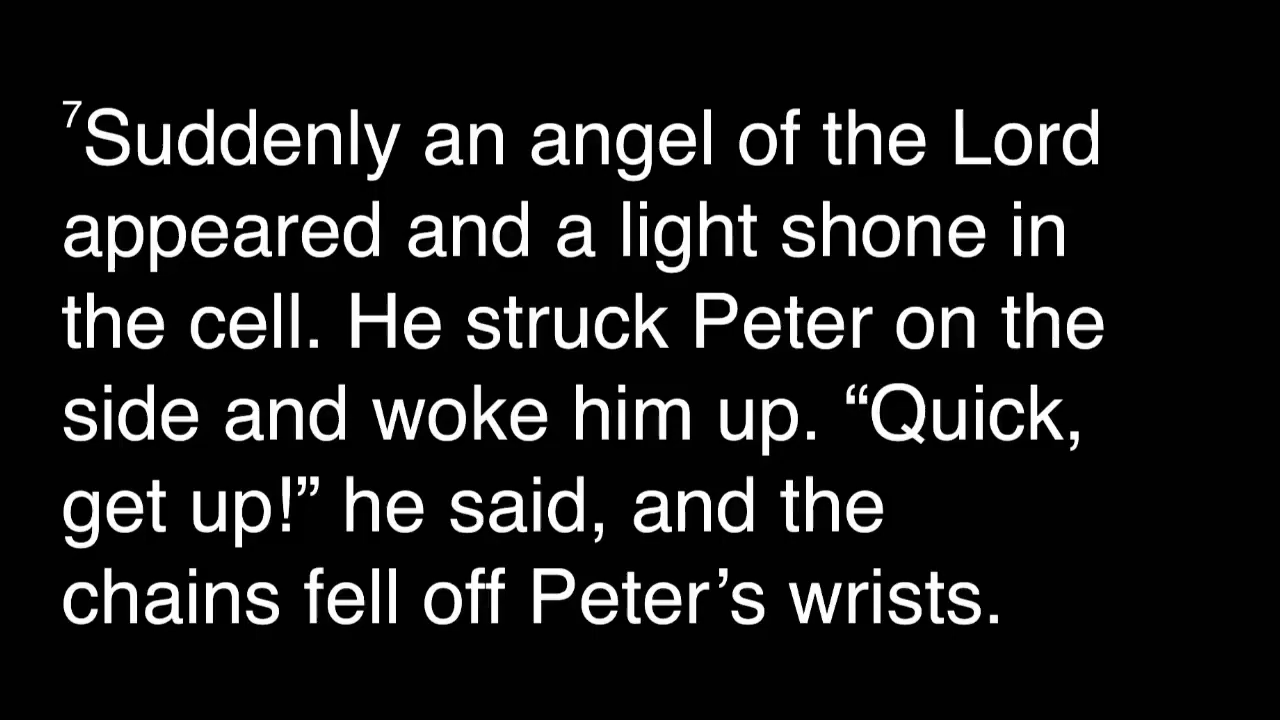 ⁷Suddenly an angel of the Lord
appeared and a light shone in
the cell. He struck Peter on the
side and woke him up. “Quick,
get up!” he said, and the
chains fell off Peter’s wrists.